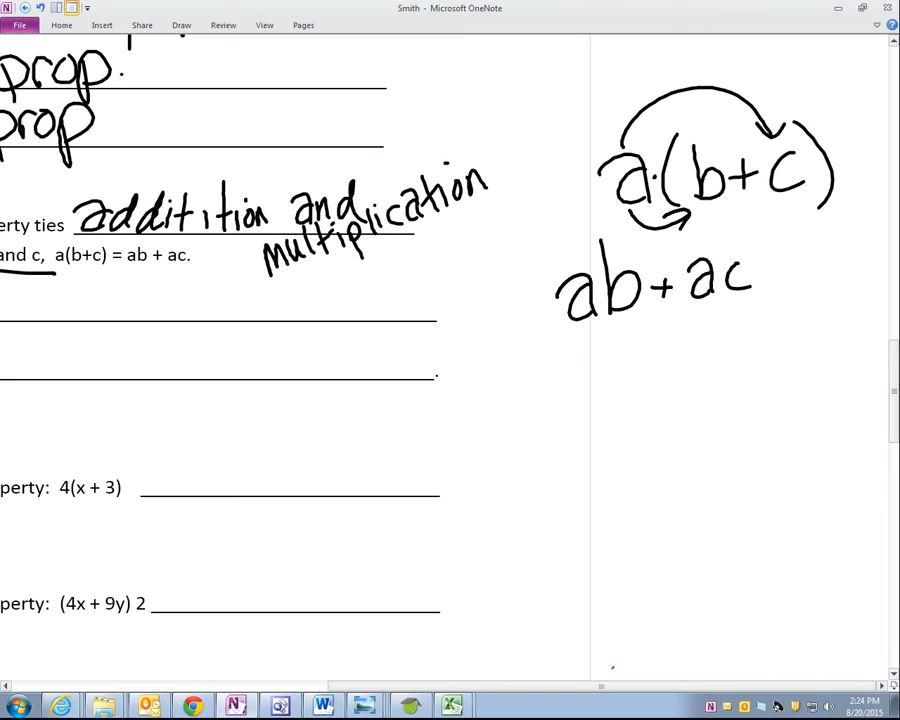 Smith - Microsoft OneNote
File Home Insert Share Draw Review View Pages
prop.
prop
a·(b+c)
erty ties additition and multiplication
and c, a(b+c) = ab + ac.
ab+ac
.
perty: 4(x + 3)
perty: (4x + 9y) 2
2:24 PM
8/20/2015